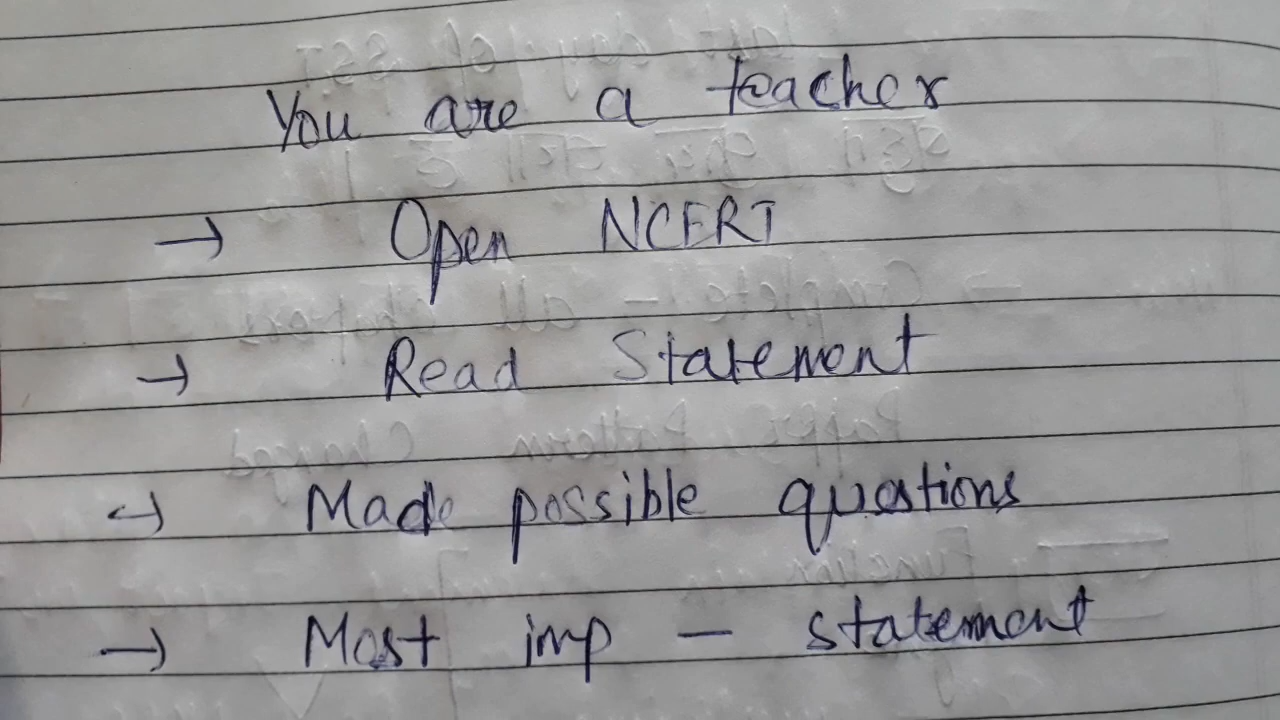 You are a teacher
→ Open NCERT
→ Read Statement
→ Made possible questions
→ Most imp — statement